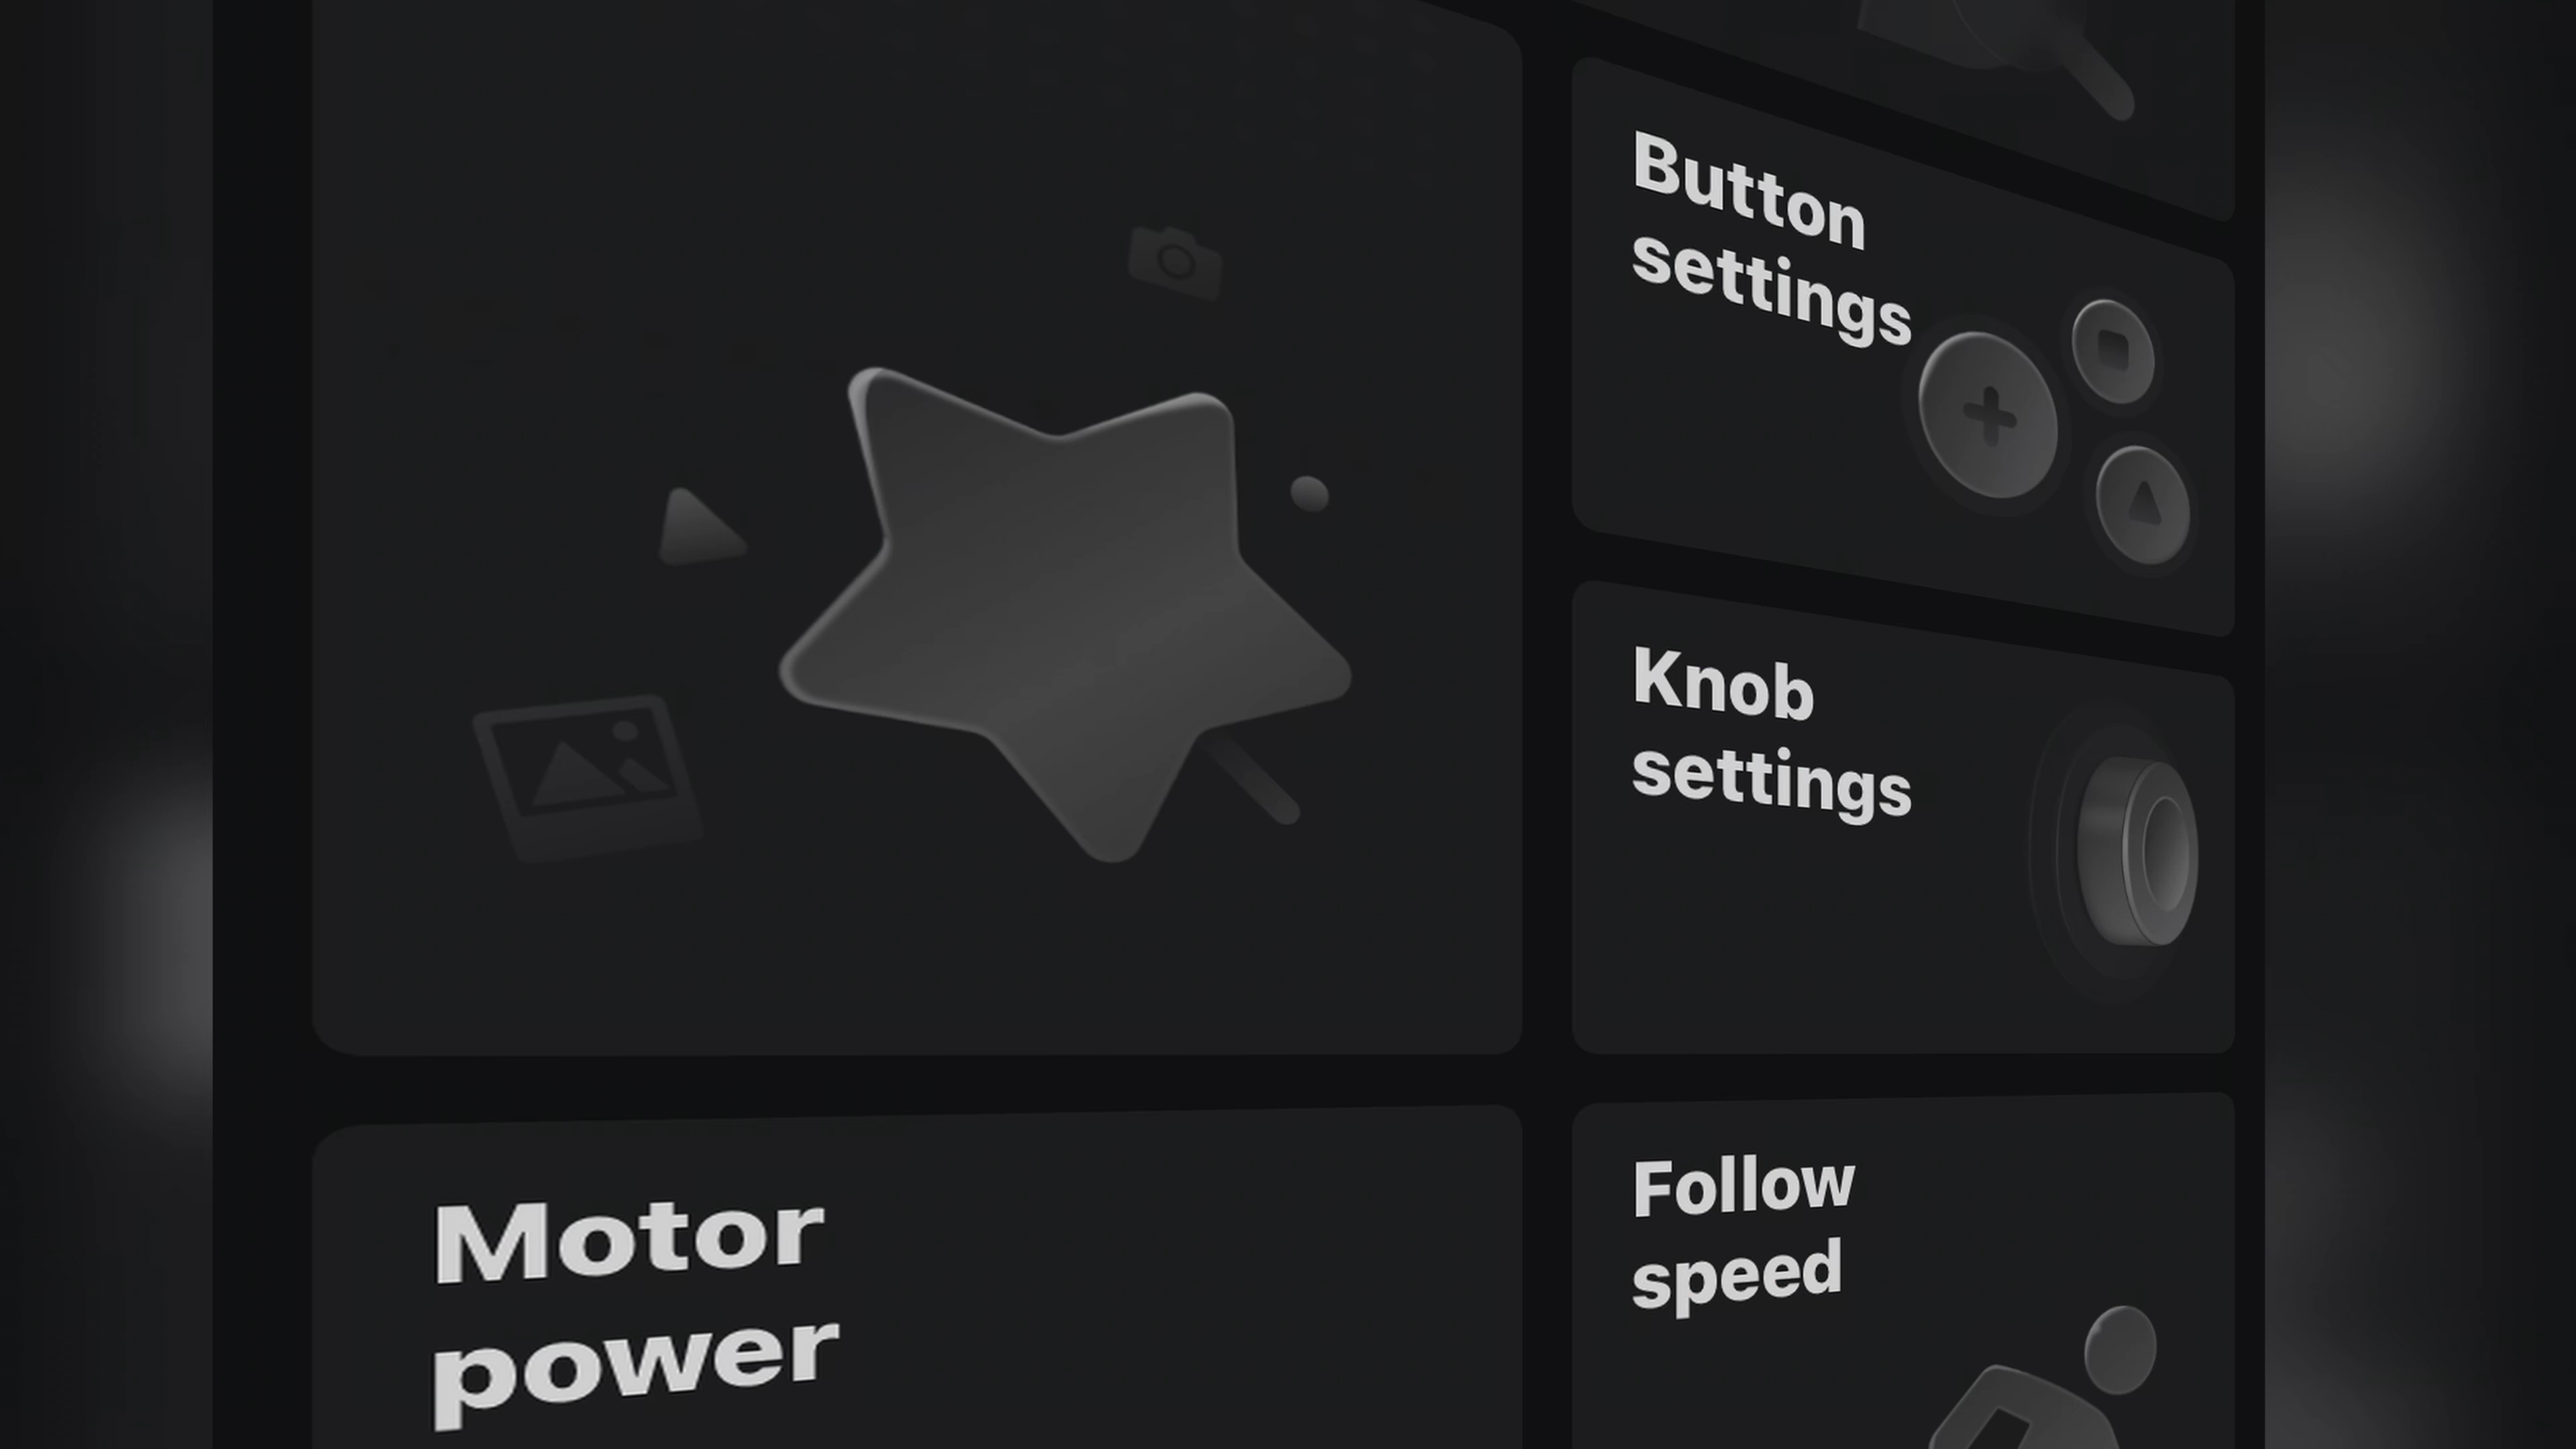 Button
settings
Knob
settings
Motor
power
Follow
speed